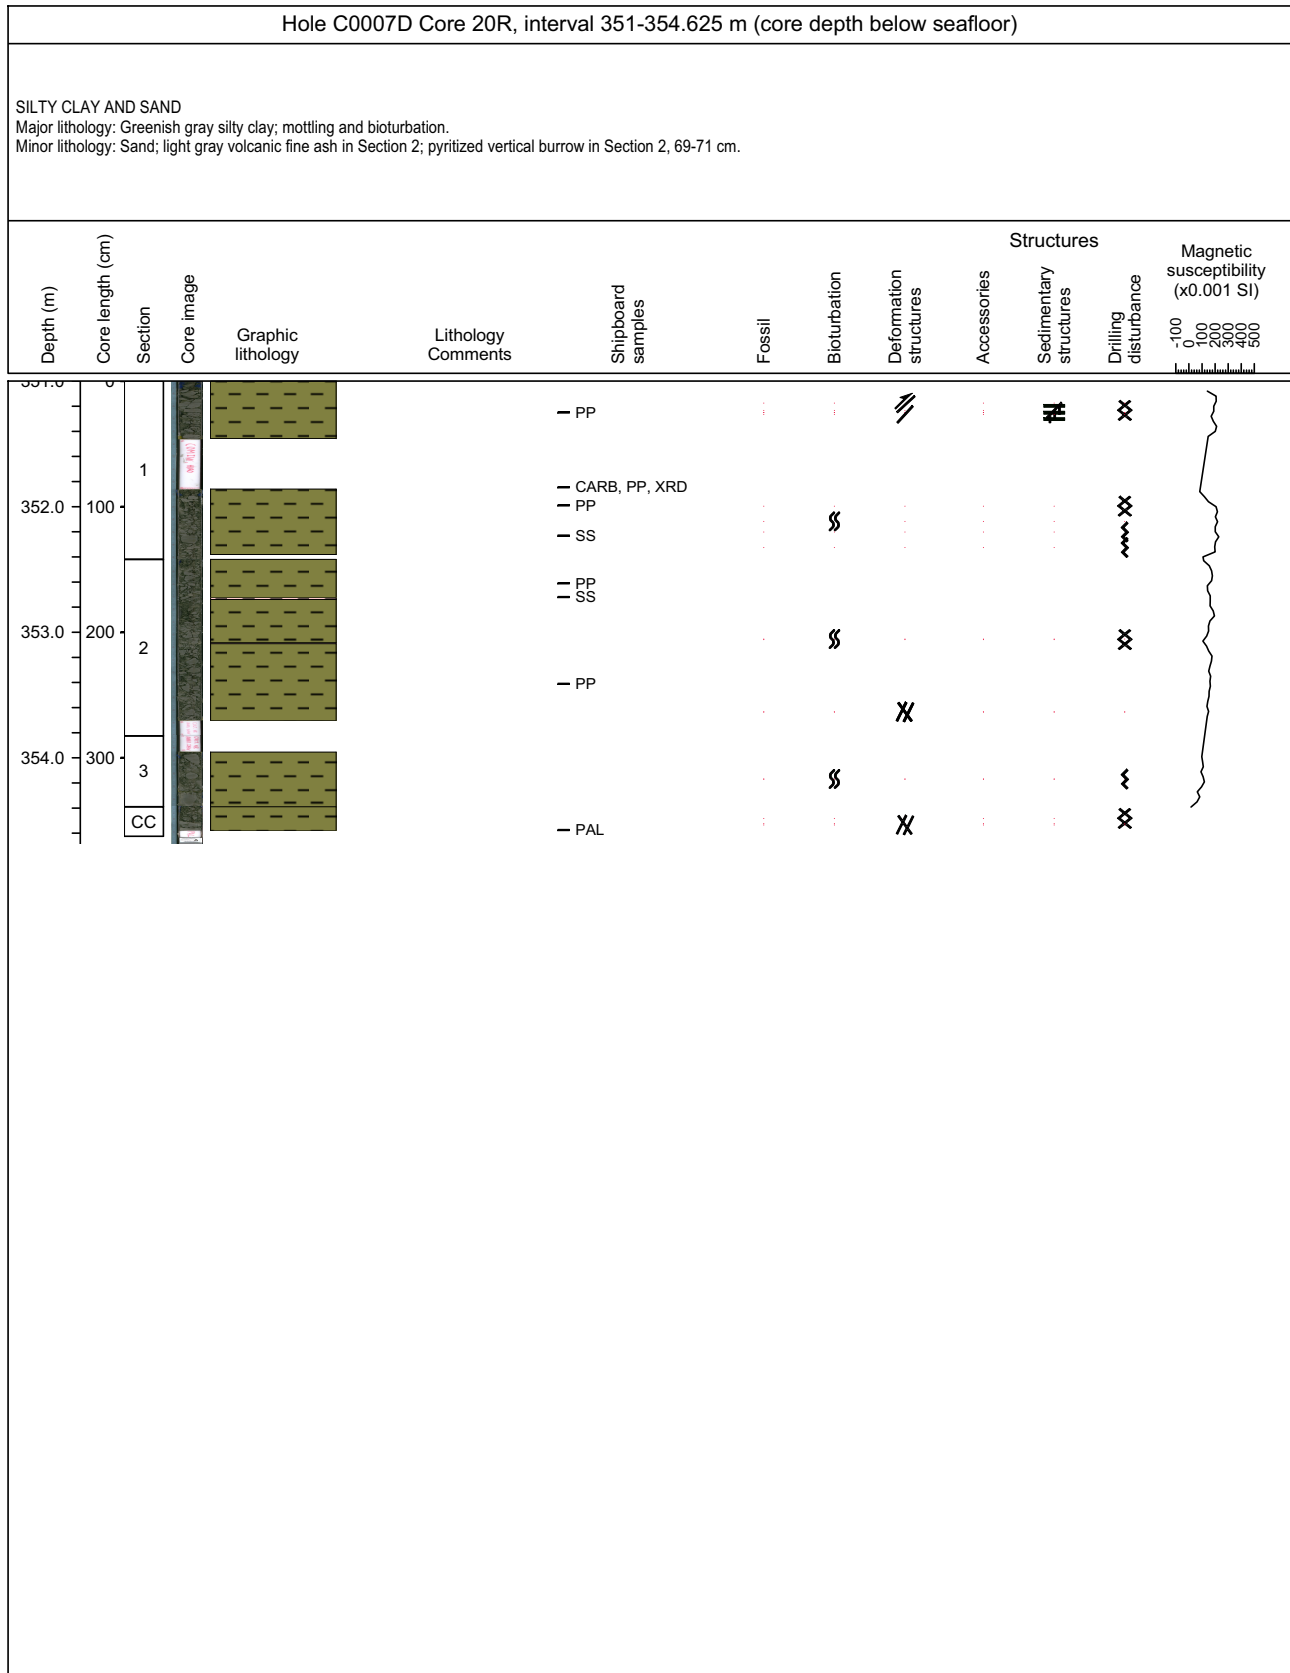 Hole C0007D Core 20R, interval 351-354.625 m (core depth below seafloor)
SILTY CLAY AND SAND
Major lithology: Greenish gray silty clay; mottling and bioturbation.
Minor lithology: Sand; light gray volcanic fine ash in Section 2; pyritized vertical burrow in Section 2, 69-71 cm.
Depth (m)
Core length (cm)
Section
Core image
Graphic
lithology
Lithology
Comments
Shipboard
samples
Fossil
Bioturbation
Deformation
structures
Structures
Accessories
Sedimentary
structures
Drilling
disturbance
Magnetic
susceptibility
(x0.001 SI)
-100
0
100
200
300
400
500
351.0
0
PP
1
CARB, PP, XRD
352.0
100
PP
SS
PP
SS
353.0
200
2
PP
354.0
300
3
CC
PAL